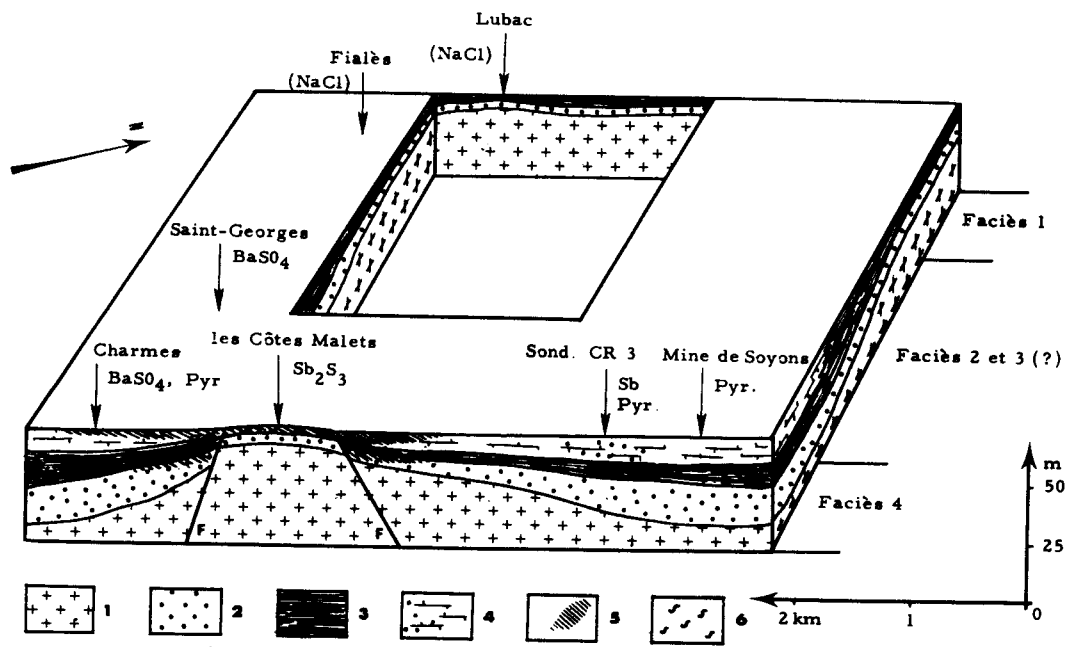 Lubac
(NaCl)
Fialès
(NaCl)
Saint-Georges
BaSO4
Faciès 1
les Côtes Malets
Sb2S3
Charmes
BaSO4, Pyr
Sond. CR 3
Sb
Pyr.
Mine de Soyons
Pyr.
Faciès 2 et 3 (?)
Faciès 4
F
F
m
50
25
0
2 km
1
1
2
3
4
5
6